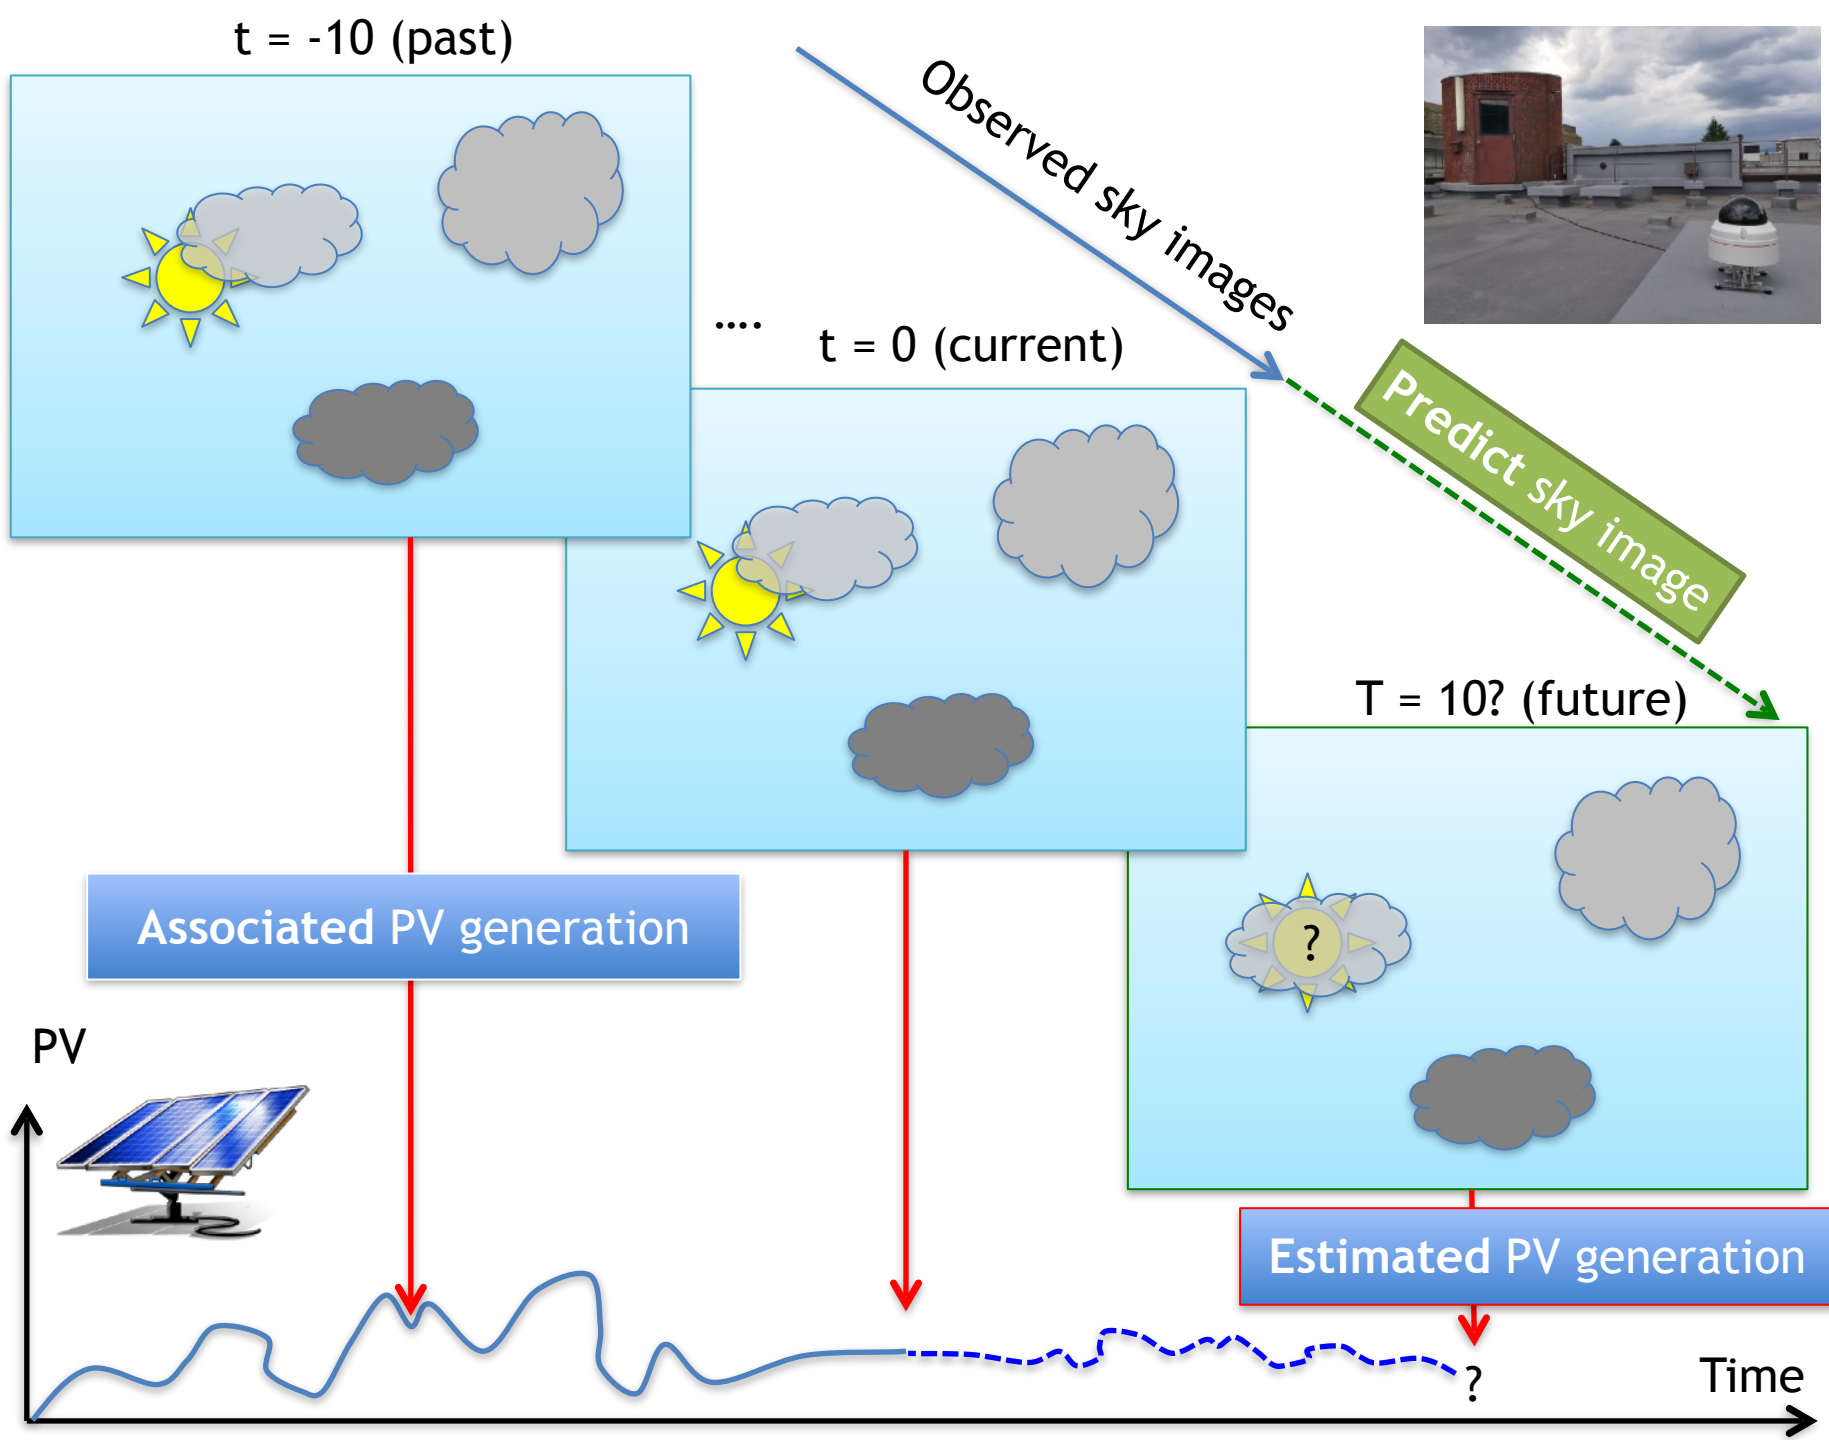 t = -10 (past)
Observed sky images
....
t = 0 (current)
Predict sky image
T = 10? (future)
Associated PV generation
?
PV
Estimated PV generation
Time
?